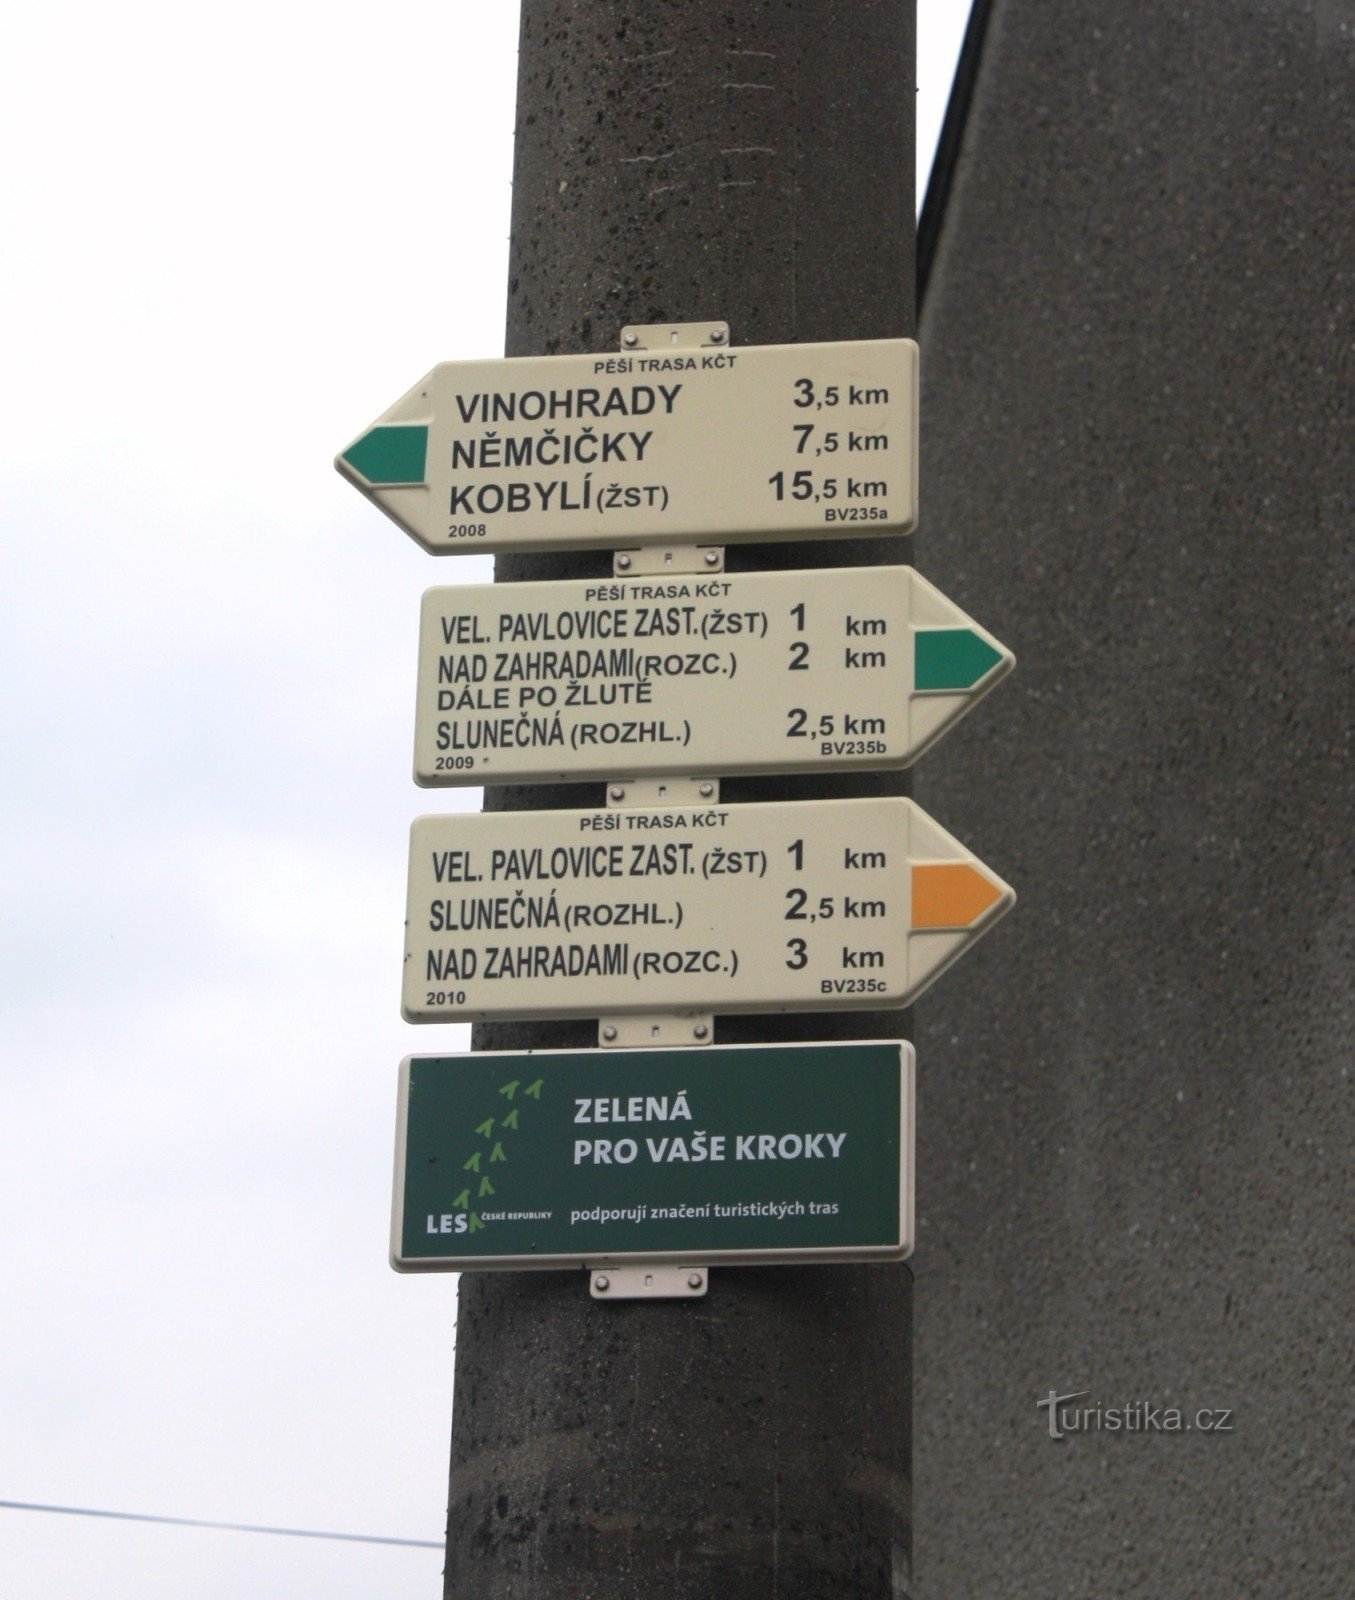 PĚŠÍ TRASA KČT
VINOHRADY 3,5 km
NĚMČIČKY 7,5 km
KOBYLÍ (ŽST) 15,5 km
2008 BV235a
PĚŠÍ TRASA KČT
VEL. PAVLOVICE ZAST. (ŽST) 1 km
NAD ZAHRADAMI (ROZC.) 2 km
DÁLE PO ŽLUTÉ
SLUNEČNÁ (ROZHL.) 2,5 km
2009 BV235b
PĚŠÍ TRASA KČT
VEL. PAVLOVICE ZAST. (ŽST) 1 km
SLUNEČNÁ (ROZHL.) 2,5 km
NAD ZAHRADAMI (ROZC.) 3 km
2010 BV235c
ZELENÁ
PRO VAŠE KROKY
LESY ČESKÉ REPUBLIKY podporují značení turistických tras
Turistika.cz